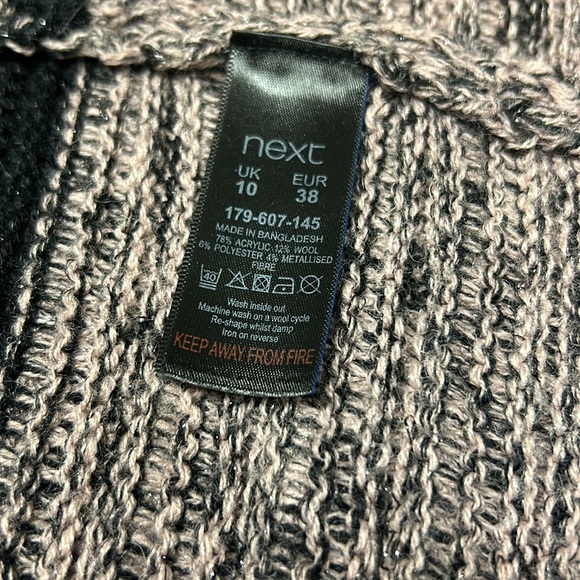 next
UK EUR
10 38
179-607-145
MADE IN BANGLADESH
78% ACRYLIC 12% WOOL
6% POLYESTER 4% METALLISED
FIBRE
40
Wash inside out
Machine wash on a wool cycle
Re-shape whilst damp
Iron on reverse
KEEP AWAY FROM FIRE